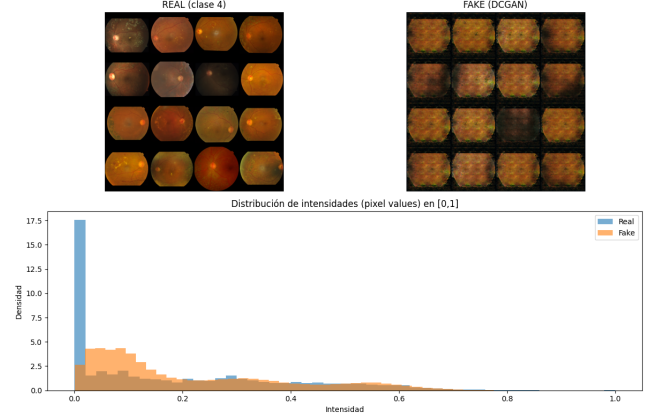 REAL (clase 4)
FAKE (DCGAN)
Distribución de intensidades (pixel values) en [0,1]
Densidad
17.5
15.0
12.5
10.0
7.5
5.0
2.5
0.0
Real
Fake
0.0 0.2 0.4 0.6 0.8 1.0
Intensidad